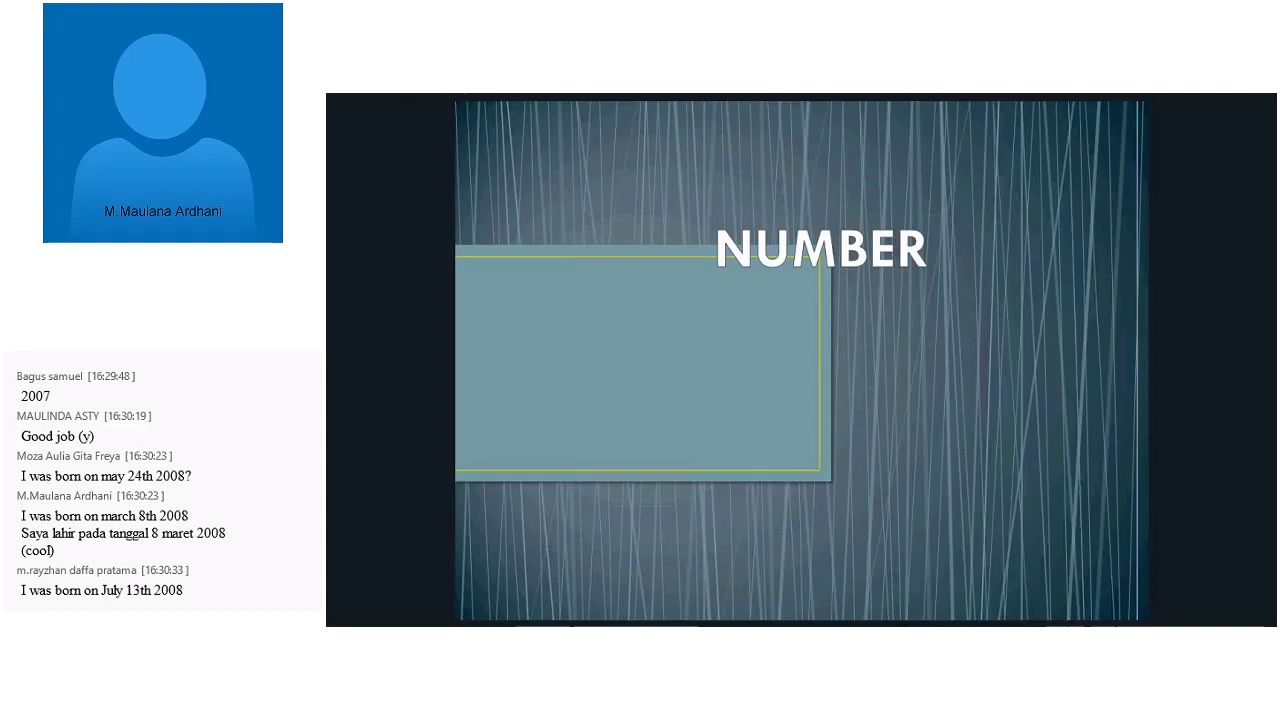 M.Maulana Ardhani
NUMBER
Bagus samuel [16:29:48 ]
2007
MAULINDA ASTY [16:30:19 ]
Good job (y)
Moza Aulia Gita Freya [16:30:23 ]
I was born on may 24th 2008?
M.Maulana Ardhani [16:30:23 ]
I was born on march 8th 2008
Saya lahir pada tanggal 8 maret 2008
(cool)
m.rayzhan daffa pratama [16:30:33 ]
I was born on July 13th 2008